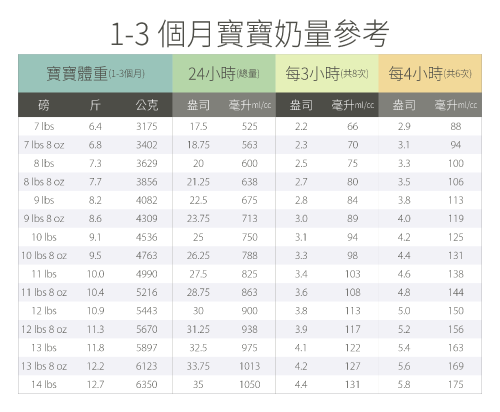 1-3 個月寶寶奶量參考
寶寶體重(1-3個月) 24小時(總量) 每3小時(共8次) 每4小時(共6次)
磅 斤 公克 盎司 毫升ml/cc 盎司 毫升ml/cc 盎司 毫升ml/cc
7 lbs 6.4 3175 17.5 525 2.2 66 2.9 88
7 lbs 8 oz 6.8 3402 18.75 563 2.3 70 3.1 94
8 lbs 7.3 3629 20 600 2.5 75 3.3 100
8 lbs 8 oz 7.7 3856 21.25 638 2.7 80 3.5 106
9 lbs 8.2 4082 22.5 675 2.8 84 3.8 113
9 lbs 8 oz 8.6 4309 23.75 713 3.0 89 4.0 119
10 lbs 9.1 4536 25 750 3.1 94 4.2 125
10 lbs 8 oz 9.5 4763 26.25 788 3.3 98 4.4 131
11 lbs 10.0 4990 27.5 825 3.4 103 4.6 138
11 lbs 8 oz 10.4 5216 28.75 863 3.6 108 4.8 144
12 lbs 10.9 5443 30 900 3.8 113 5.0 150
12 lbs 8 oz 11.3 5670 31.25 938 3.9 117 5.2 156
13 lbs 11.8 5897 32.5 975 4.1 122 5.4 163
13 lbs 8 oz 12.2 6123 33.75 1013 4.2 127 5.6 169
14 lbs 12.7 6350 35 1050 4.4 131 5.8 175